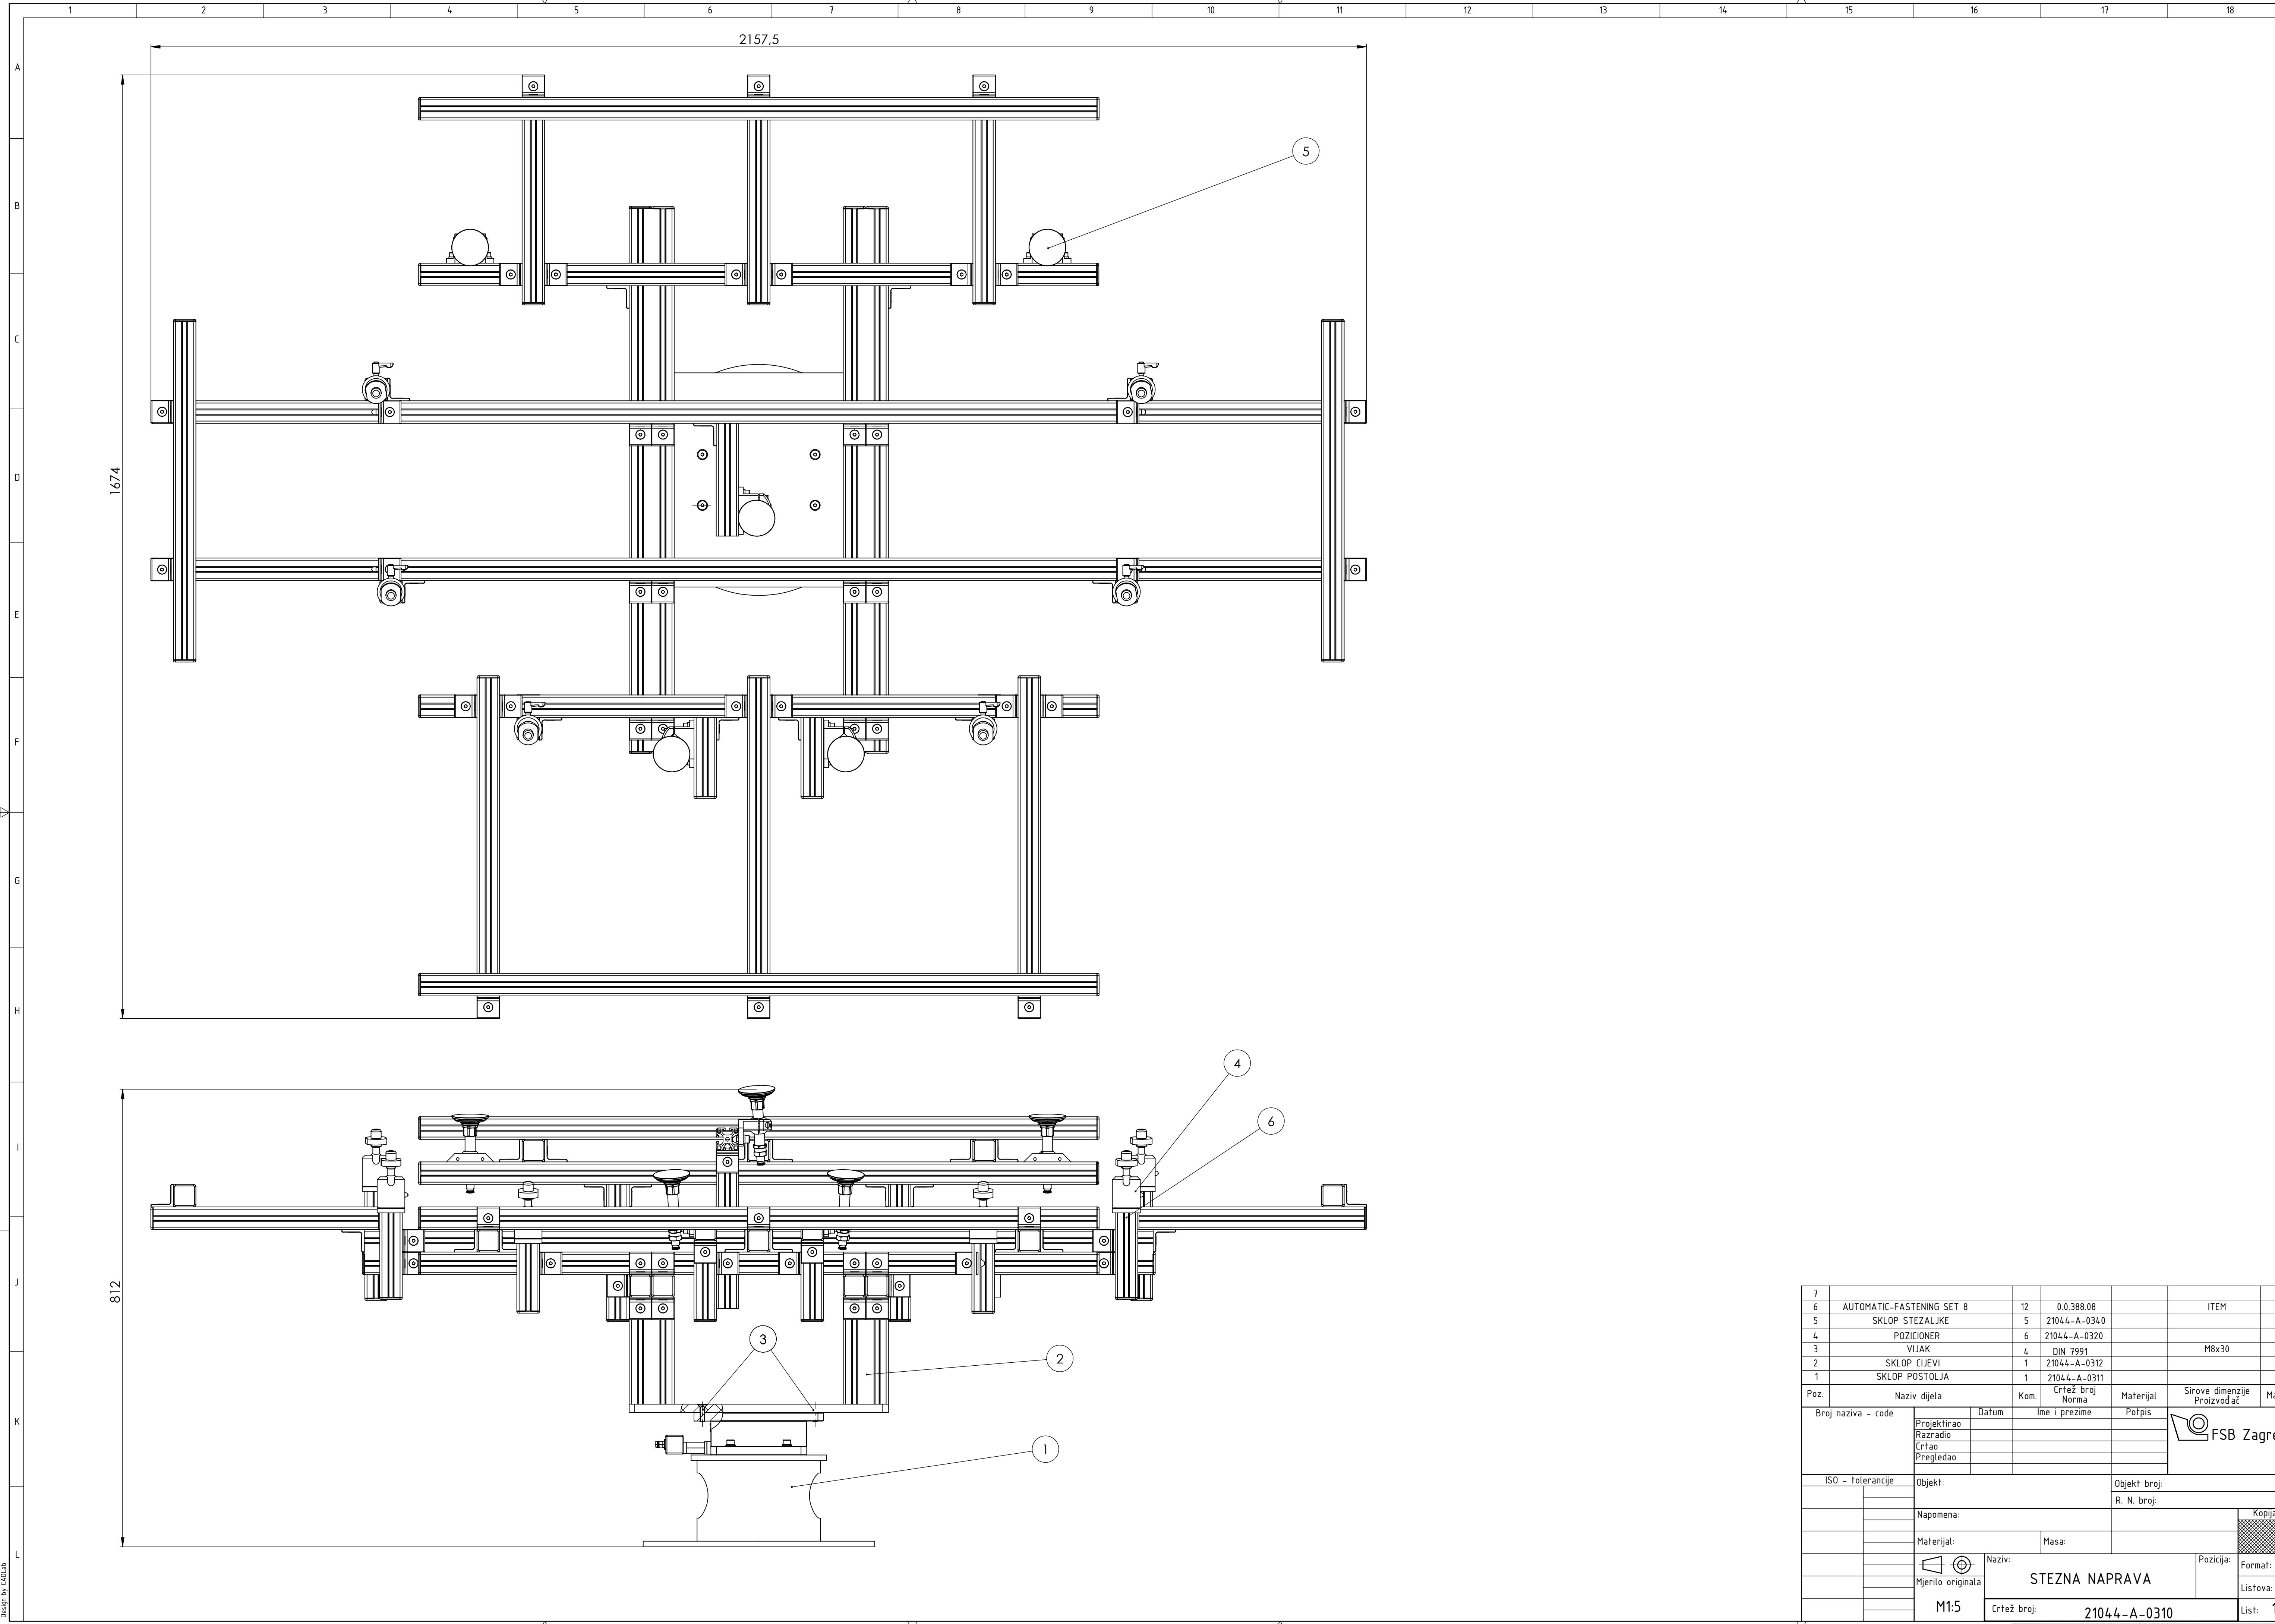 1 2 3 4 5 6 7 8 9 10 11 12 13 14 15 16 17 18
2157,5
A
5
B
C
1674
D
E
F
G
H
4
6
I
812
J
3
2
K
1
L
Design by CADLab
7
6 AUTOMATIC-FASTENING SET 8 12 0.0.388.08 ITEM
5 SKLOP STEZALJKE 5 21044-A-0340
4 POZICIONER 6 21044-A-0320
3 VIJAK 4 DIN 7991 M8x30
2 SKLOP CIJEVI 1 21044-A-0312
1 SKLOP POSTOLJA 1 21044-A-0311
Poz. Naziv dijela Kom. Crtež broj Norma Materijal Sirove dimenzije Proizvođač
Broj naziva - code Datum Ime i prezime Potpis
Projektirao
Razradio
Crtao
Pregledao
FSB
ISO - tolerancije Objekt: Objekt broj:
R. N. broj:
Napomena: Kopija
Materijal: Masa:
Naziv: Pozicija: Format:
STEZNA NAPRAVA
Mjerilo originala Listova:
M1:5 Crtež broj: 21044-A-0310 List: 1